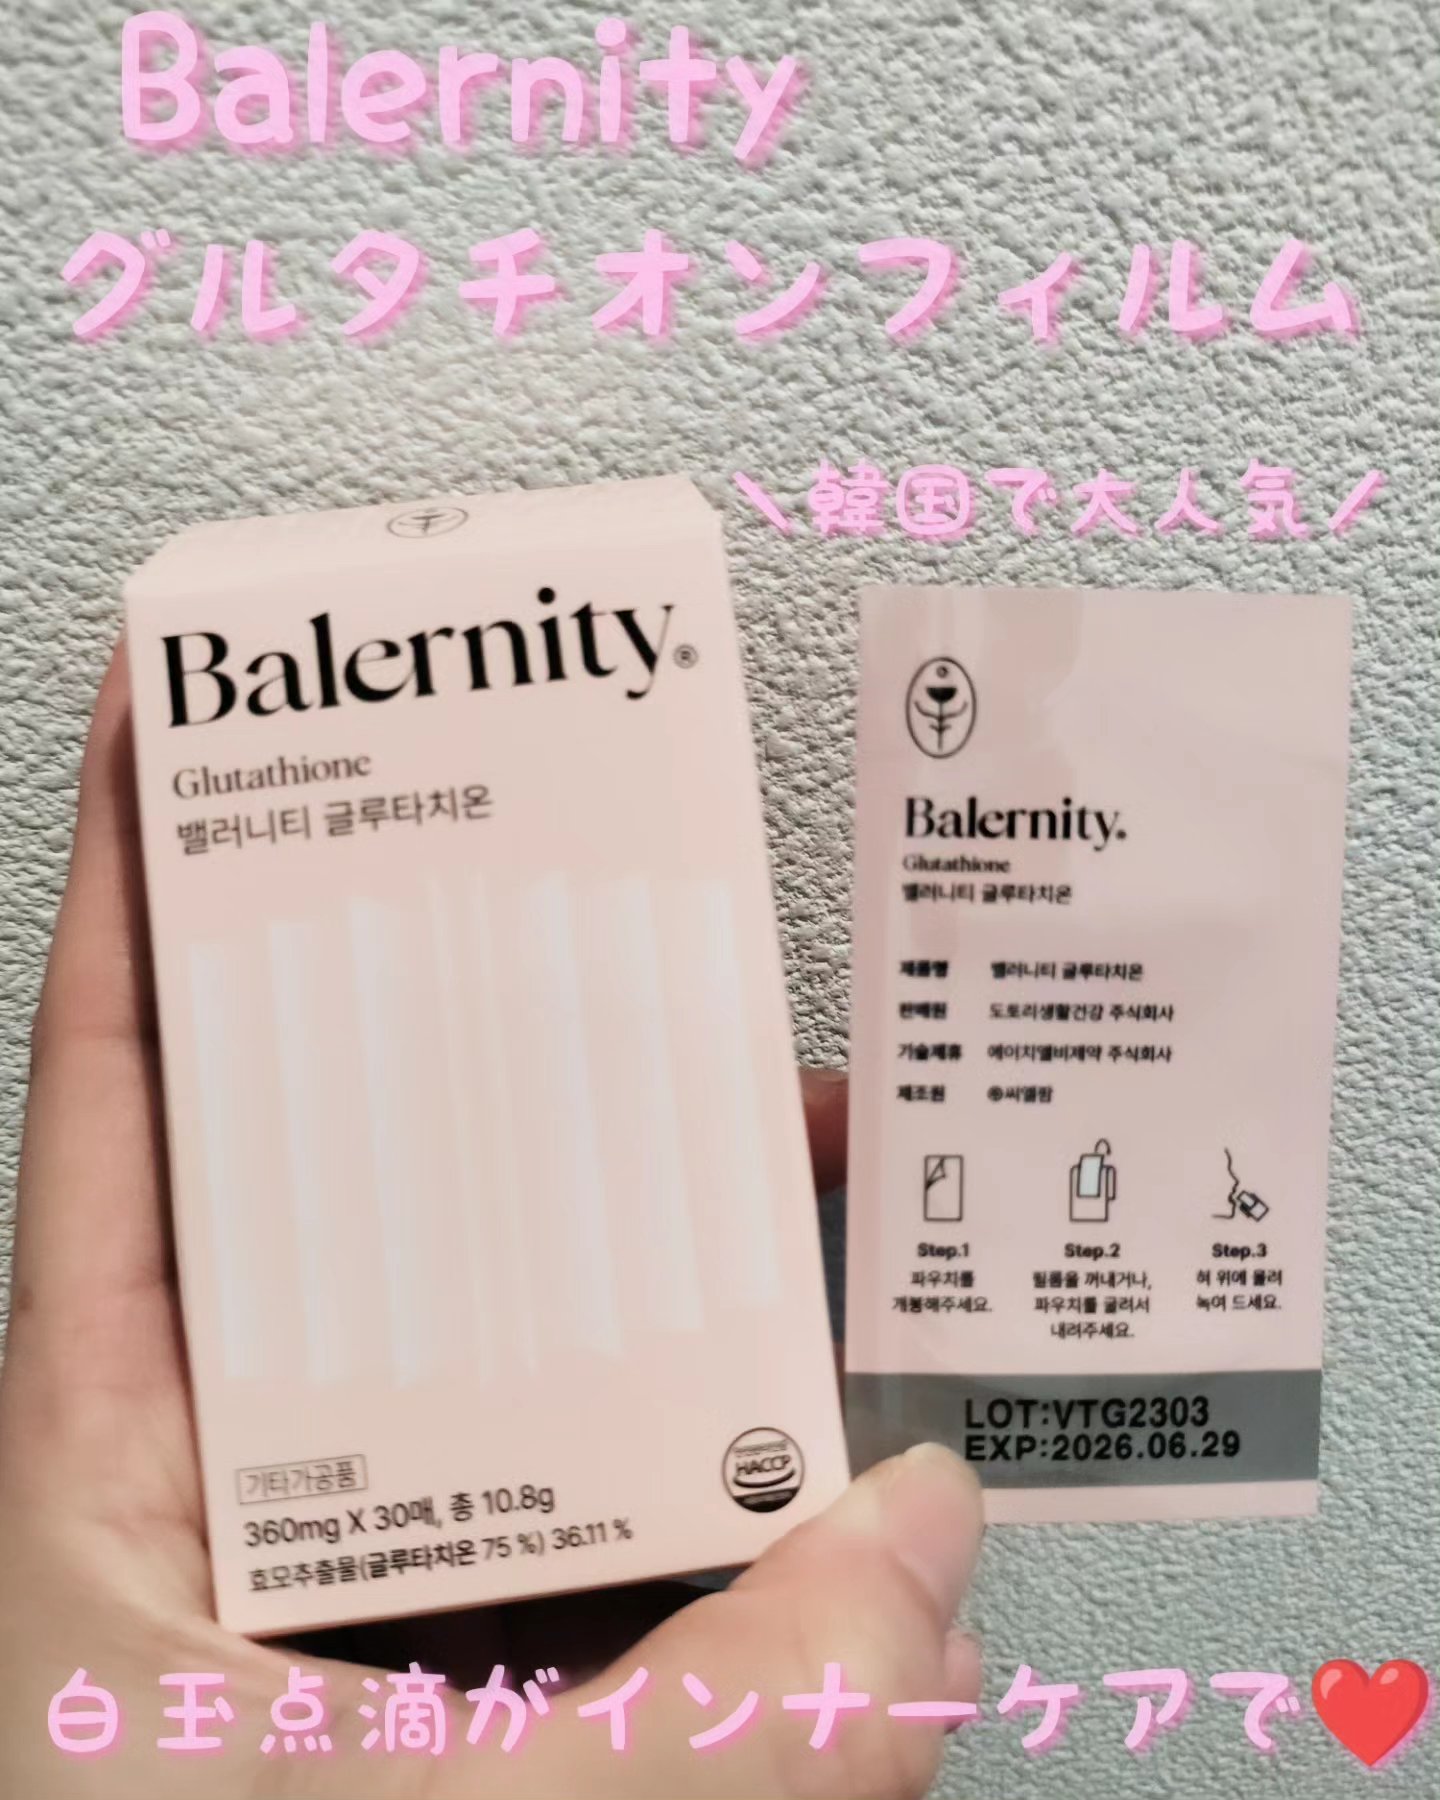 Balernity
グルタチオンフィルム
\韓国で大人気/
Balernity®
Glutathione
밸러니티 글루타치온
기타가공품
360mg X 30매, 총 10.8g
효모추출물(글루타치온 75 %) 36.11 %
HACCP
Balernity.
Glutathione
밸러니티 글루타치온
제품명 밸러니티 글루타치온
판매원 도토리생활건강 주식회사
기술제휴 에이치엘비제약 주식회사
제조원 ㈜씨엘팜
Step.1 Step.2 Step.3
파우치를 필름을 꺼내거나, 혀 위에 올려
개봉해주세요. 파우치를 굴려서 녹여 드세요.
내려주세요.
LOT:VTG2303
EXP:2026.06.29
白玉点滴がインナーケアで❤️